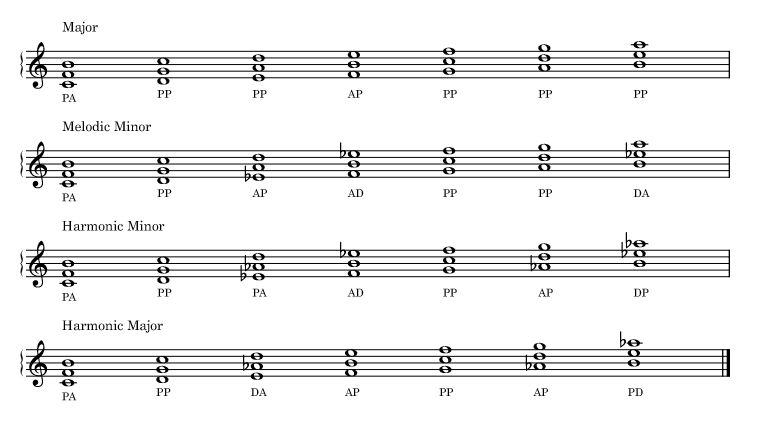 Major
PA PP PP AP PP PP PP
Melodic Minor
PA PP AP AD PP PP DA
Harmonic Minor
PA PP PA AD PP AP DP
Harmonic Major
PA PP DA AP PP AP PD